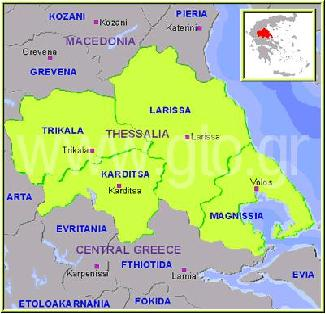 KOZANI
Kozani
PIERIA
Katerini
MACEDONIA
Grevena
GREVENA
LARISSA
TRIKALA
THESSALIA
Larissa
Trikala
www.gtp.gr
KARDITSA
Karditsa
Volos
ARTA
MAGNISSIA
EVRITANIA
CENTRAL GREECE
Karpenissi
FTHIOTIDA
Lamia
EVIA
ETOLOAKARNANIA
FOKIDA